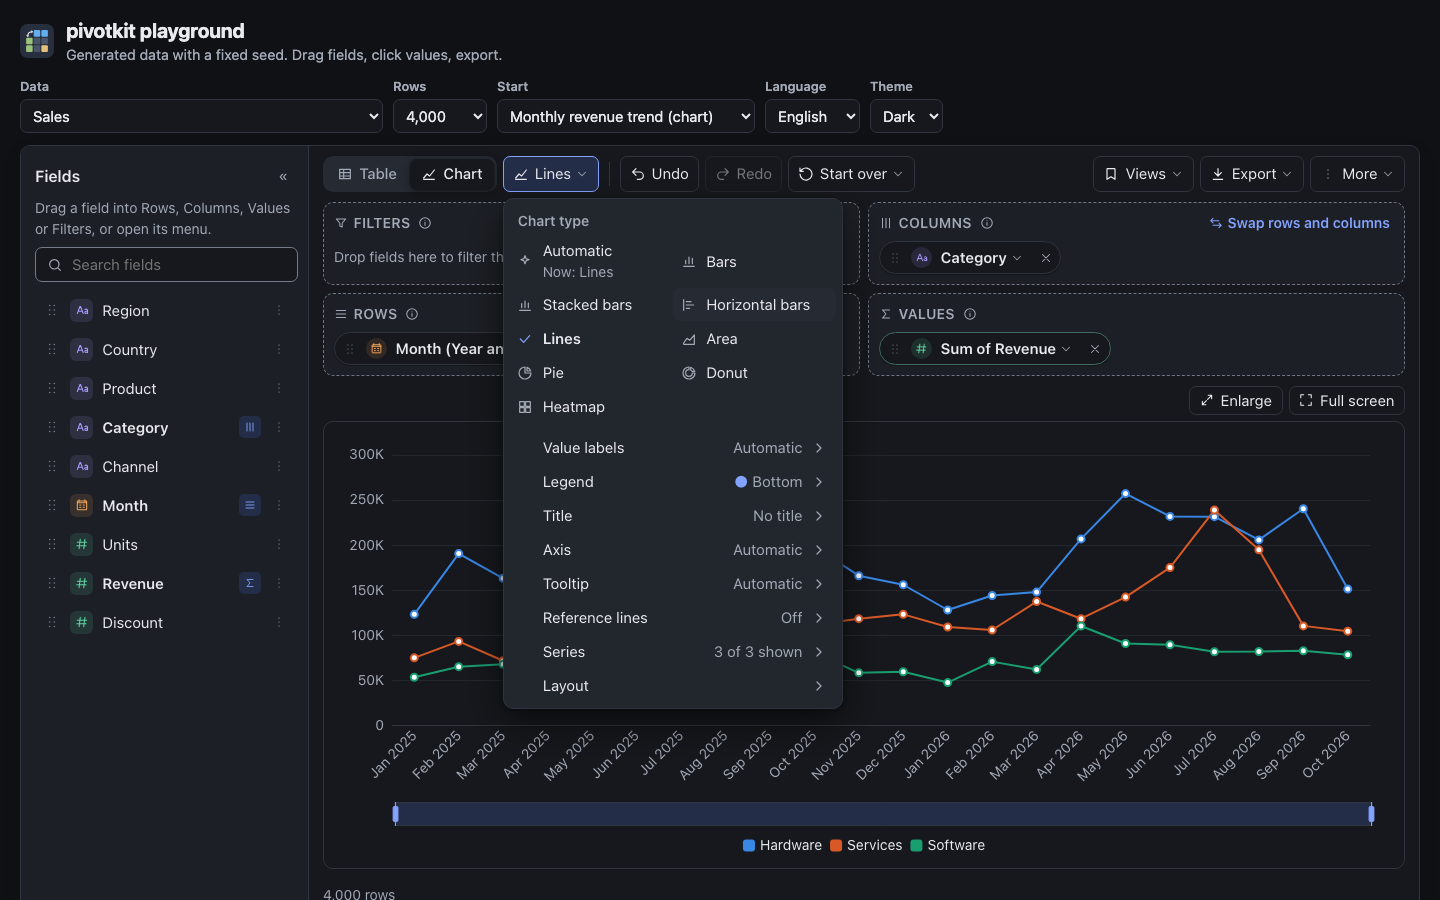 pivotkit playground
Generated data with a fixed seed. Drag fields, click values, export.
Data
Rows
Start
Language
Theme
Sales
4,000
Monthly revenue trend (chart)
English
Dark
Fields
«
Drag a field into Rows, Columns, Values
or Filters, or open its menu.
Search fields
Aa Region
Aa Country
Aa Product
Aa Category
Aa Channel
Month
# Units
# Revenue Σ
# Discount
Table
Chart
Lines
Undo
Redo
Start over
Views
Export
More
FILTERS
Drop fields here to filter th
COLUMNS
Swap rows and columns
Aa Category
ROWS
Month (Year an
Σ VALUES
# Sum of Revenue
Chart type
Automatic
Now: Lines
Bars
Stacked bars
Horizontal bars
Lines
Area
Pie
Donut
Heatmap
Value labels Automatic
Legend Bottom
Title No title
Axis Automatic
Tooltip Automatic
Reference lines Off
Series 3 of 3 shown
Layout
Enlarge
Full screen
300K
250K
200K
150K
100K
50K
0
Jan 2025
Feb 2025
Mar 2025
Apr 2025
May 2025
Jun 2025
Jul 2025
Aug 2025
Sep 2025
Oct 2025
Nov 2025
Dec 2025
Jan 2026
Feb 2026
Mar 2026
Apr 2026
May 2026
Jun 2026
Jul 2026
Aug 2026
Sep 2026
Oct 2026
Hardware
Services
Software
4,000 rows